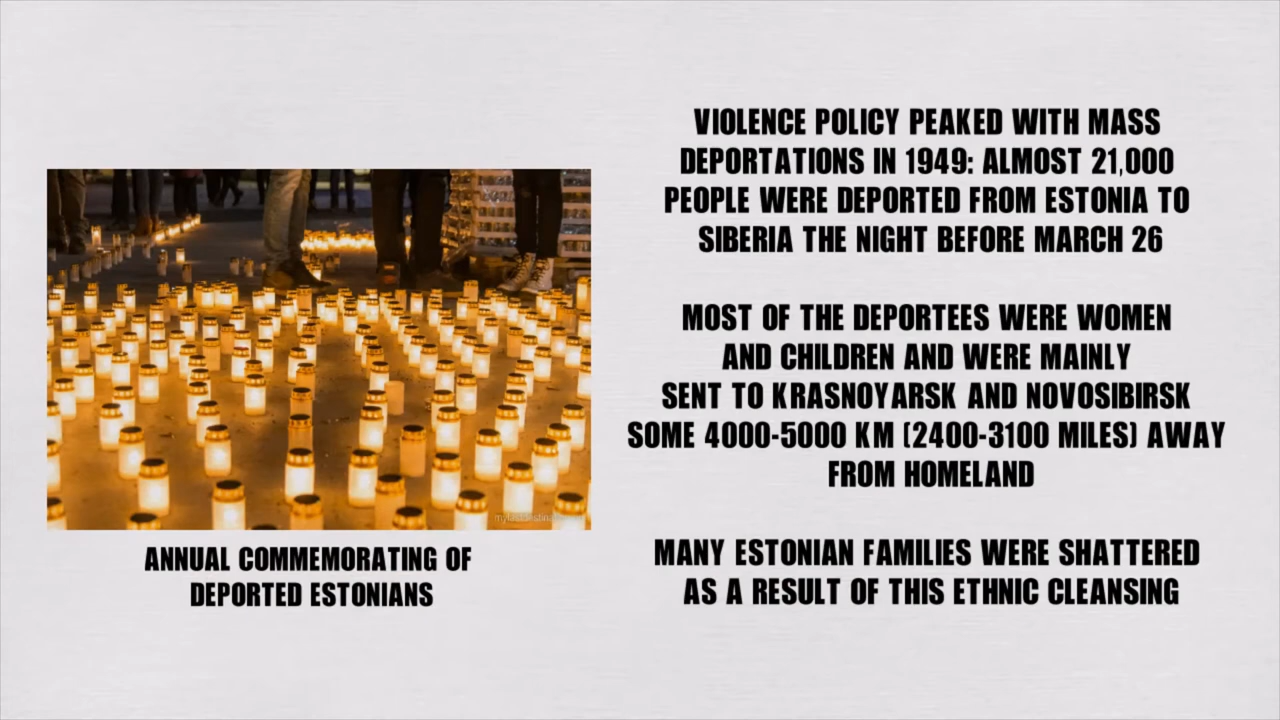 VIOLENCE POLICY PEAKED WITH MASS
DEPORTATIONS IN 1949: ALMOST 21,000
PEOPLE WERE DEPORTED FROM ESTONIA TO
SIBERIA THE NIGHT BEFORE MARCH 26
MOST OF THE DEPORTEES WERE WOMEN
AND CHILDREN AND WERE MAINLY
SENT TO KRASNOYARSK AND NOVOSIBIRSK
SOME 4000-5000 KM (2400-3100 MILES) AWAY
FROM HOMELAND
MANY ESTONIAN FAMILIES WERE SHATTERED
AS A RESULT OF THIS ETHNIC CLEANSING
ANNUAL COMMEMORATING OF
DEPORTED ESTONIANS